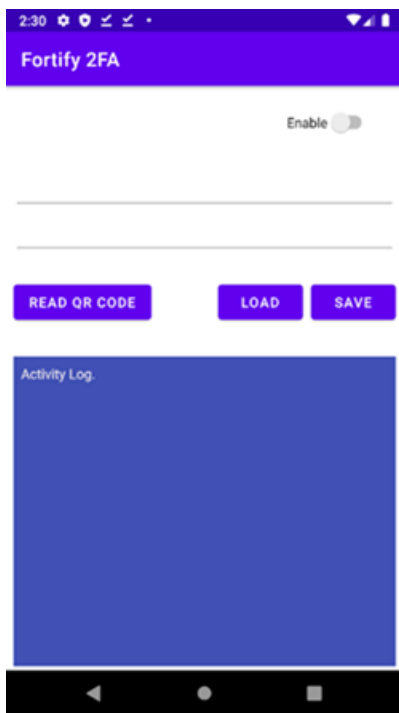 2:30
Fortify 2FA
Enable
READ QR CODE LOAD SAVE
Activity Log.